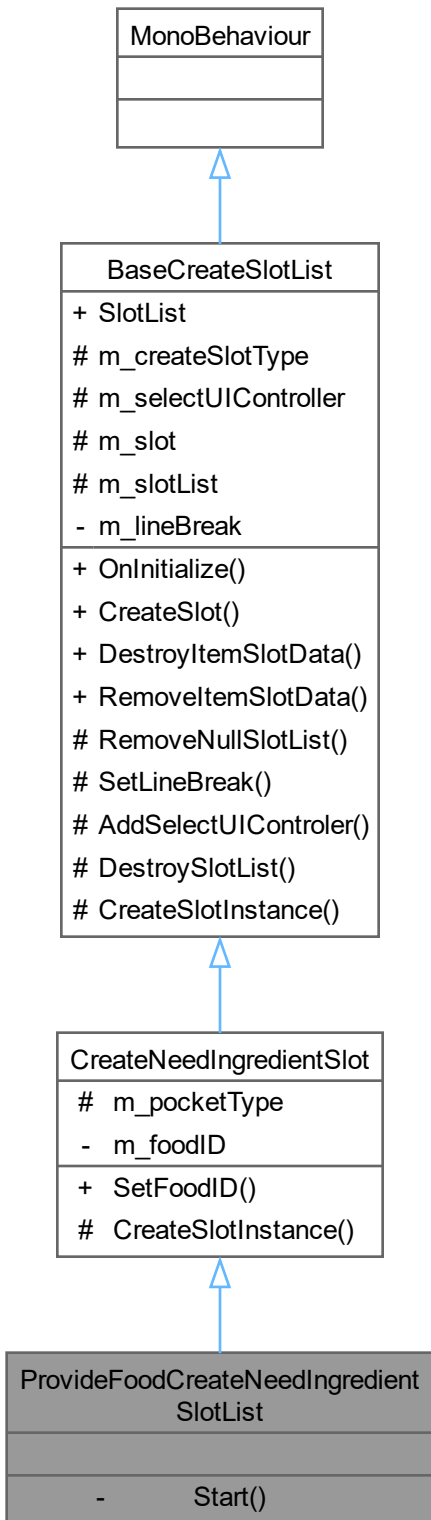 MonoBehaviour
BaseCreateSlotList
+ SlotList
# m_createSlotType
# m_selectUIController
# m_slot
# m_slotList
- m_lineBreak
+ OnInitialize()
+ CreateSlot()
+ DestroyItemSlotData()
+ RemoveItemSlotData()
# RemoveNullSlotList()
# SetLineBreak()
# AddSelectUIControler()
# DestroySlotList()
# CreateSlotInstance()
CreateNeedIngredientSlot
# m_pocketType
- m_foodID
+ SetFoodID()
# CreateSlotInstance()
ProvideFoodCreateNeedIngredient
SlotList
- Start()